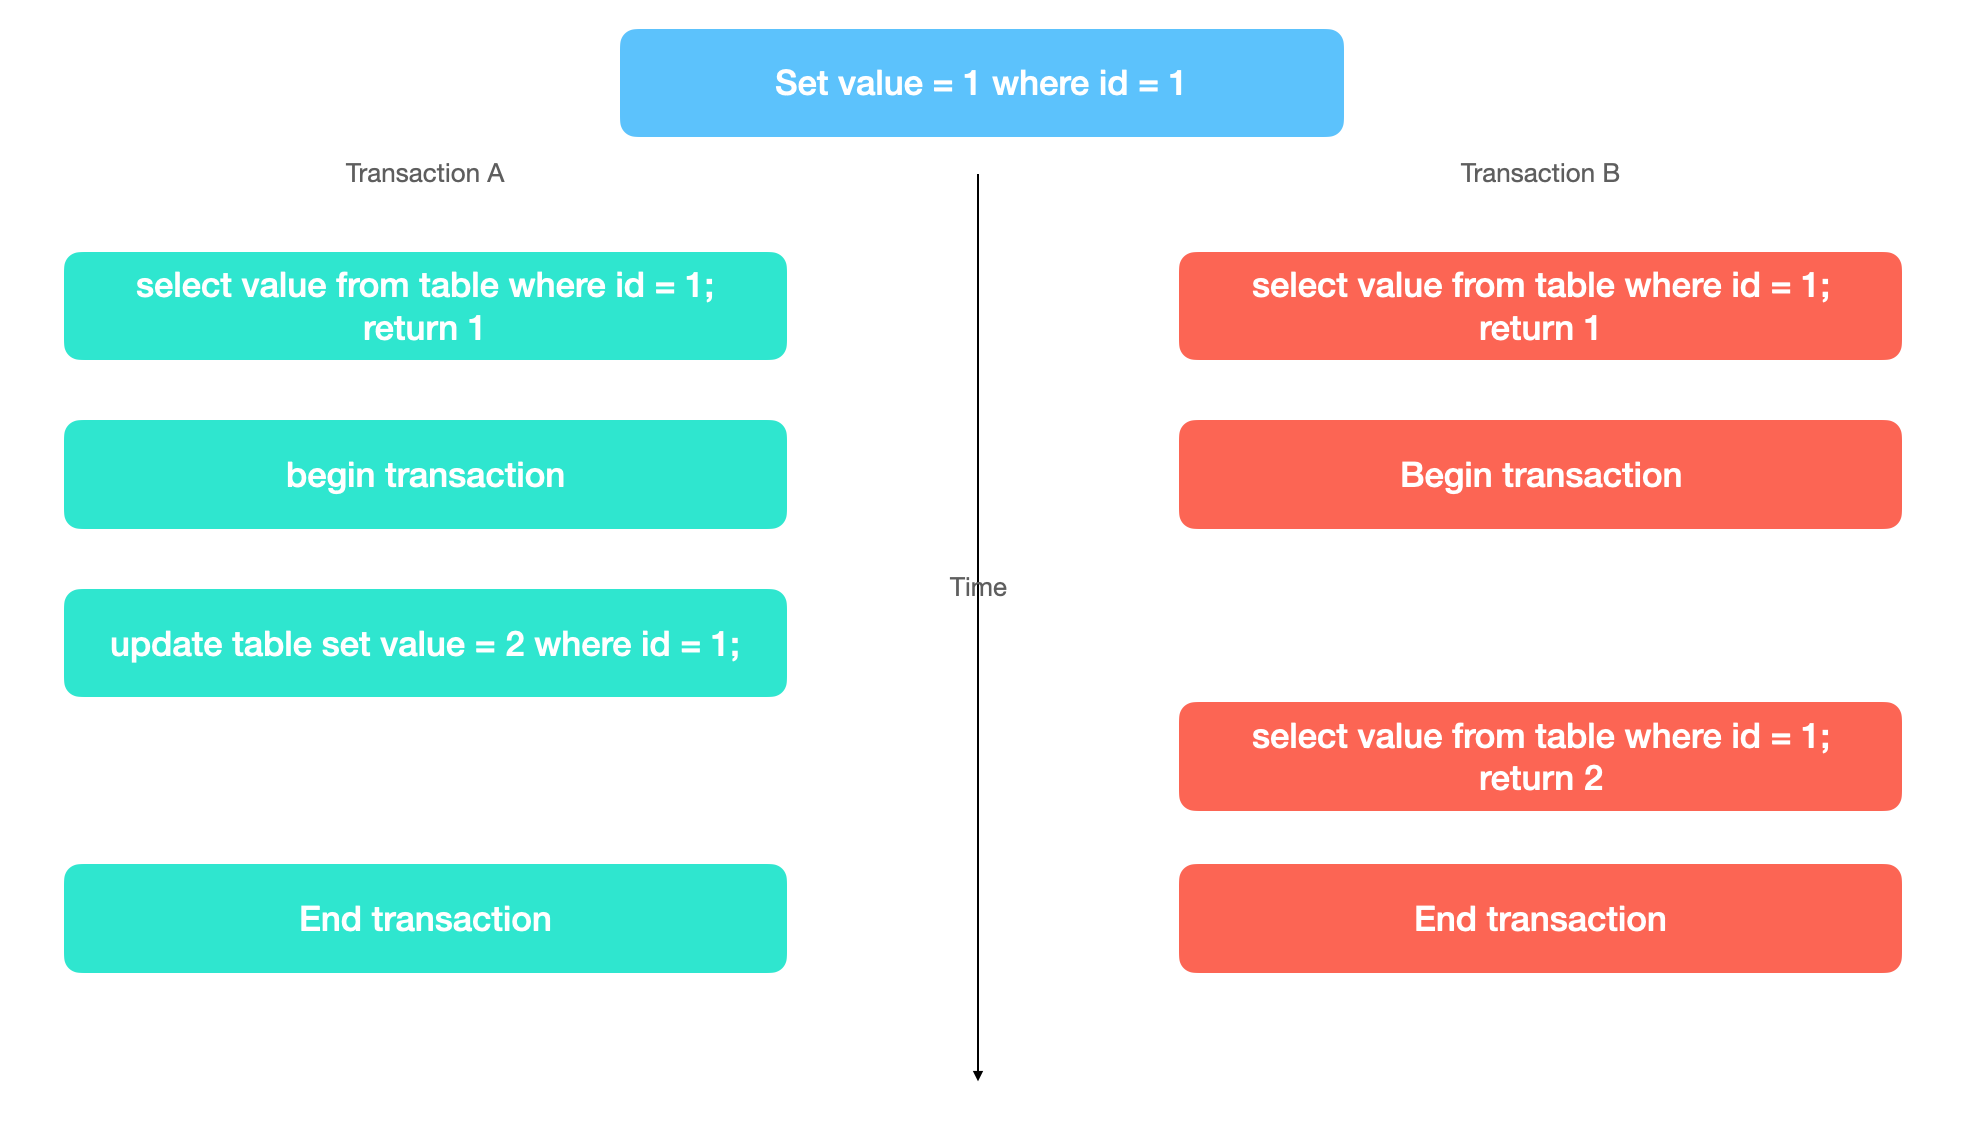 Set value = 1 where id = 1
Transaction A
Transaction B
select value from table where id = 1;
return 1
select value from table where id = 1;
return 1
begin transaction
Begin transaction
Time
update table set value = 2 where id = 1;
select value from table where id = 1;
return 2
End transaction
End transaction